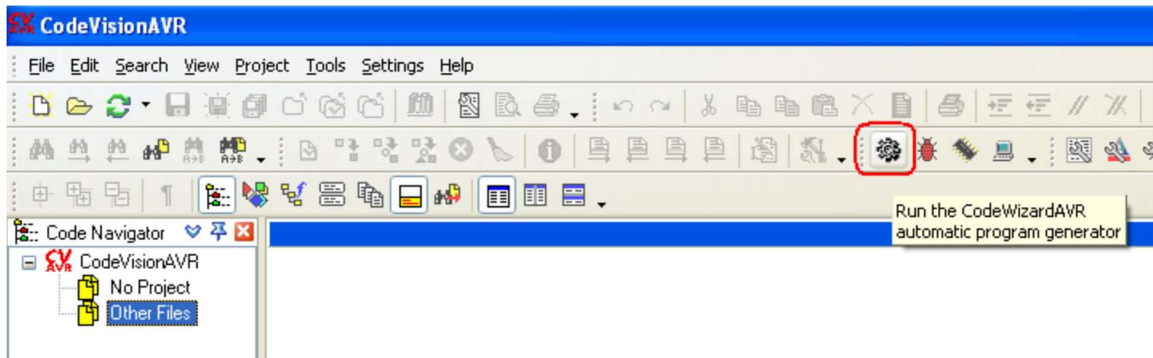 CodeVisionAVR
File Edit Search View Project Tools Settings Help
Run the CodeWizardAVR
automatic program generator
Code Navigator
CodeVisionAVR
No Project
Other Files